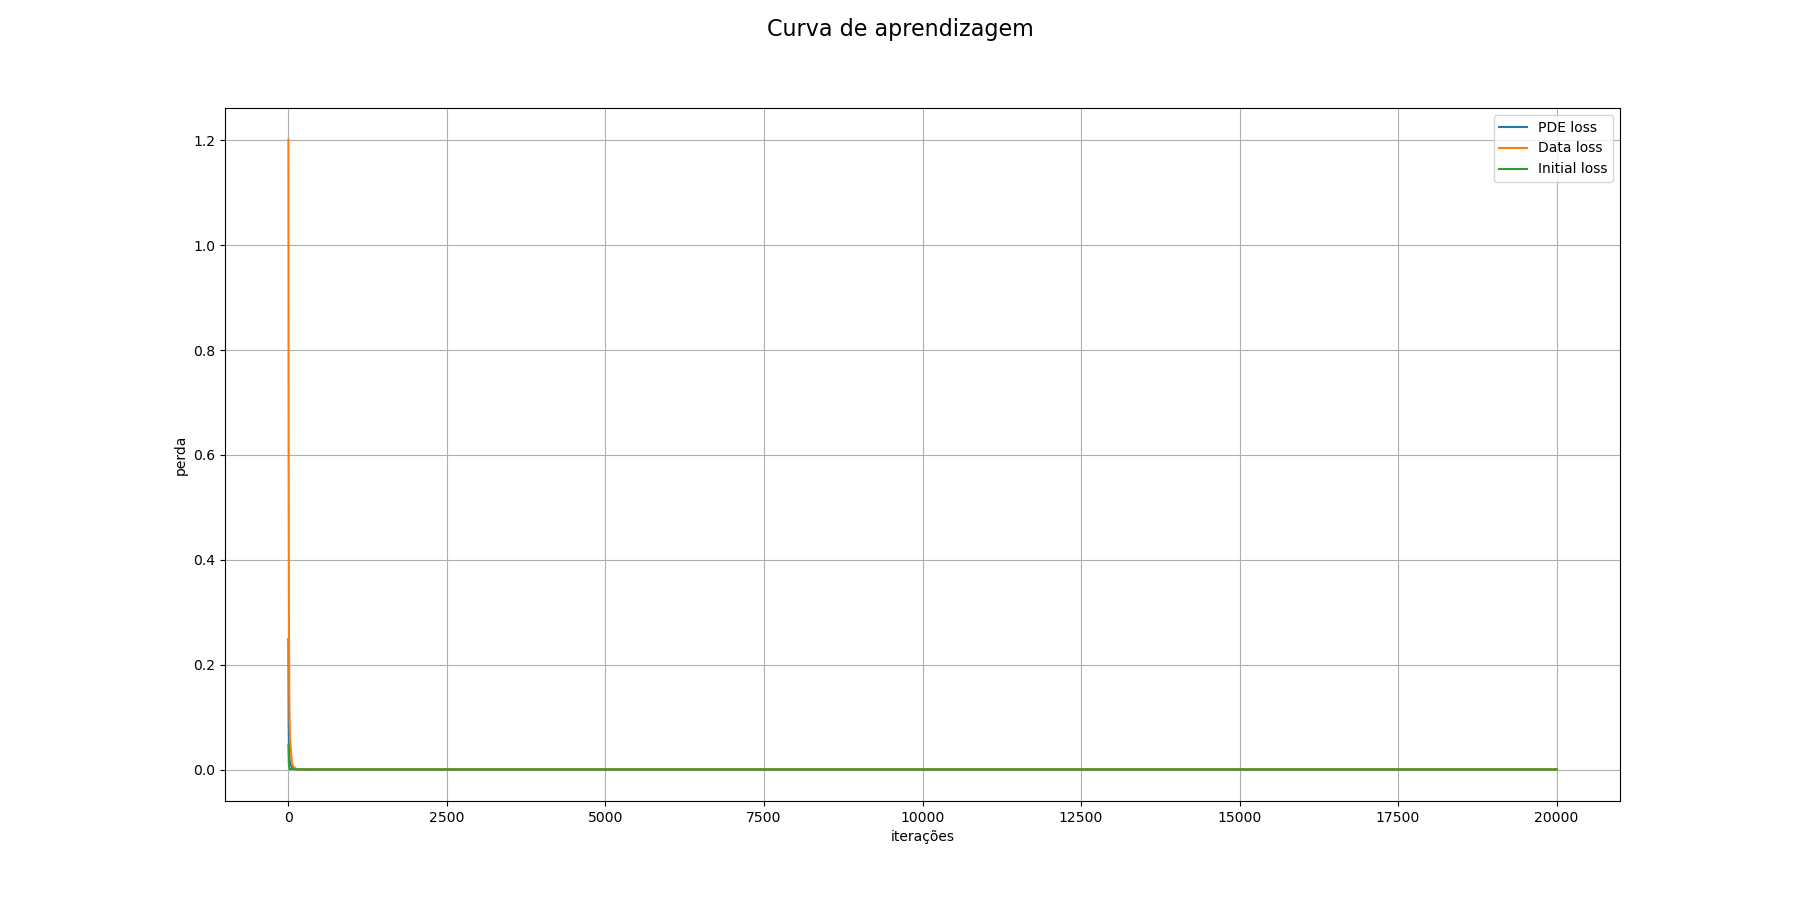 Curva de aprendizagem
PDE loss
Data loss
Initial loss
1.2
1.0
0.8
0.6
0.4
0.2
0.0
perda
0 2500 5000 7500 10000 12500 15000 17500 20000
iterações